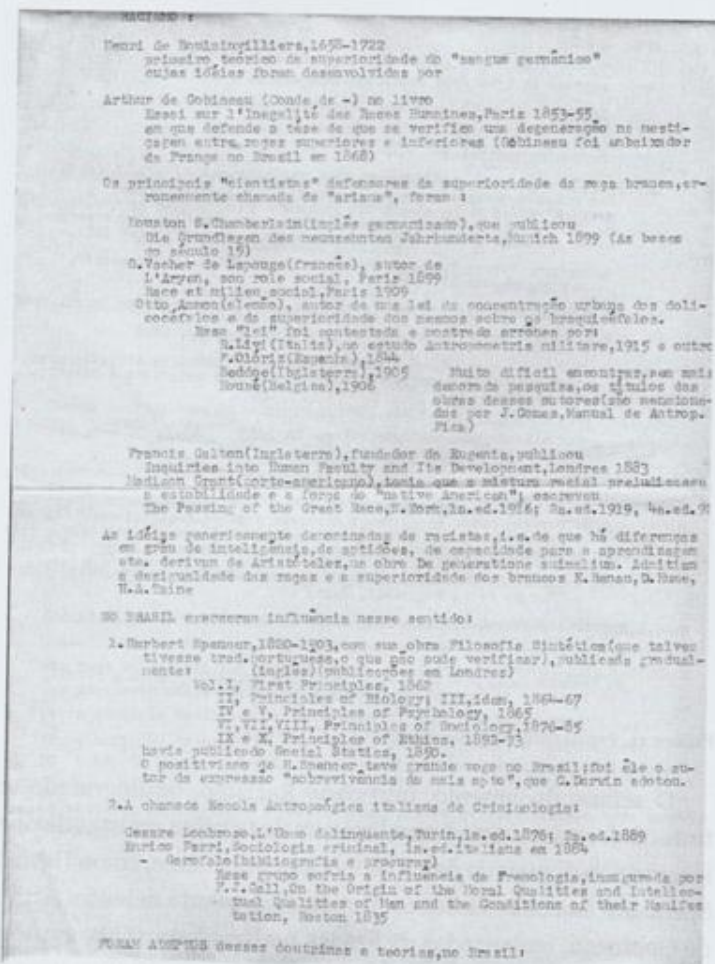 RACISMO :
Henri de Boulainvilliers,1658-1722
primeiro teórico da superioridade do "sangue germânico"
cujas idéias foram desenvolvidas por
Arthur de Gobineau (Conde de -) no livro
Essai sur l'Inegalité des Races Humaines,Paris 1853-55
em que defende a tese de que se verifica uma degeneração na mesti-
çagem entre raças superiores e inferiores (Gobineau foi embaixador
da França no Brasil em 1868)
Os principais "cientistas" defensores da superioridade da raça branca,er-
roneamente chamada de "ariana", foram :
Houston S.Chamberlain(inglês germanizado),que publicou
Die Grundlagen des neunzehnten Jahrhunderts,Munich 1899 (As bases
do século 19)
G.Vacher de Lapouge(francês), autor de
L'Aryen, son role social, Paris 1899
Race et milieu social,Paris 1909
Otto Ammon(alemão), autor de uma lei da concentração urbana dos doli-
cocéfalos e da superioridade dos mesmos sobre os braquicéfalos.
Essa "lei" foi contestada e mostrada errônea por:
R.Livi(Italia),no estudo Antropometria militare,1915 e outro
F.Olóriz(Espanha),1844
Beddoe(Inglaterra),1905 Muito difícil encontrar,sem mais
Houzé(Belgica),1906 demorada pesquisa,os títulos das
obras desses autores(são menciona-
dos por J.Comas,Manual de Antrop.
Fica)
Francis Galton(Inglaterra),fundador da Eugenia,publicou
Inquiries into Human Faculty and Its Development,Londres 1883
Madison Grant(norte-americano),temia que a mistura racial prejudicasse
a estabilidade e a força do "native American"; escreveu
The Passing of the Great Race,N.York,1a.ed.1916; 2a.ed.1919, 4a.ed.
As idéias genericamente denominadas de racistas,i.e.de que há diferenças
em grau de inteligência,de aptidões, de capacidade para a aprendizagem
etc. derivam de Aristóteles,na obra De generatione animalium. Admitiam
a desigualdade das raças e a superioridade dos brancos E.Renan,D.Hume,
H.A.Taine
NO BRASIL exerceram influência nesse sentido:
1.Herbert Spencer,1820-1903,com sua obra Filosofia Sintética(que talvez
tivesse trad.portuguesa,o que não pude verificar),publicada gradual-
mente: (inglês)(publicações em Londres)
Vol.I, First Principles, 1862
II, Principles of Biology; III,idem, 1864-67
IV e V, Principles of Psychology, 1865
VI,VII,VIII, Principles of Sociology,1876-85
IX e X, Principles of Ethics, 1892-93
havia publicado Social Statics, 1850.
O positivismo de H.Spencer teve grande voga no Brasil;foi ele o au-
tor da expressão "sobrevivência do mais apto",que C.Darwin adotou.
2.A chamada Escola Antropoógica italiana de Criminologia:
Cesare Lombroso,L'Uomo delinquente,Turin,1a.ed.1876; 2a.ed.1889
Enrico Ferri,Sociologia criminal, 1a.ed.italiana em 1884
- Garofalo(bibliografia a procurar)
Esse grupo sofria a influência da Frenologia,inaugurada por
F.J.Gall,On the Origin of the Moral Qualities and Intellec-
tual Qualities of Man and the Conditions of their Manifes
tation, Boston 1835
FORAM ADEPTOS dessas doutrinas e teorias,no Brasil: